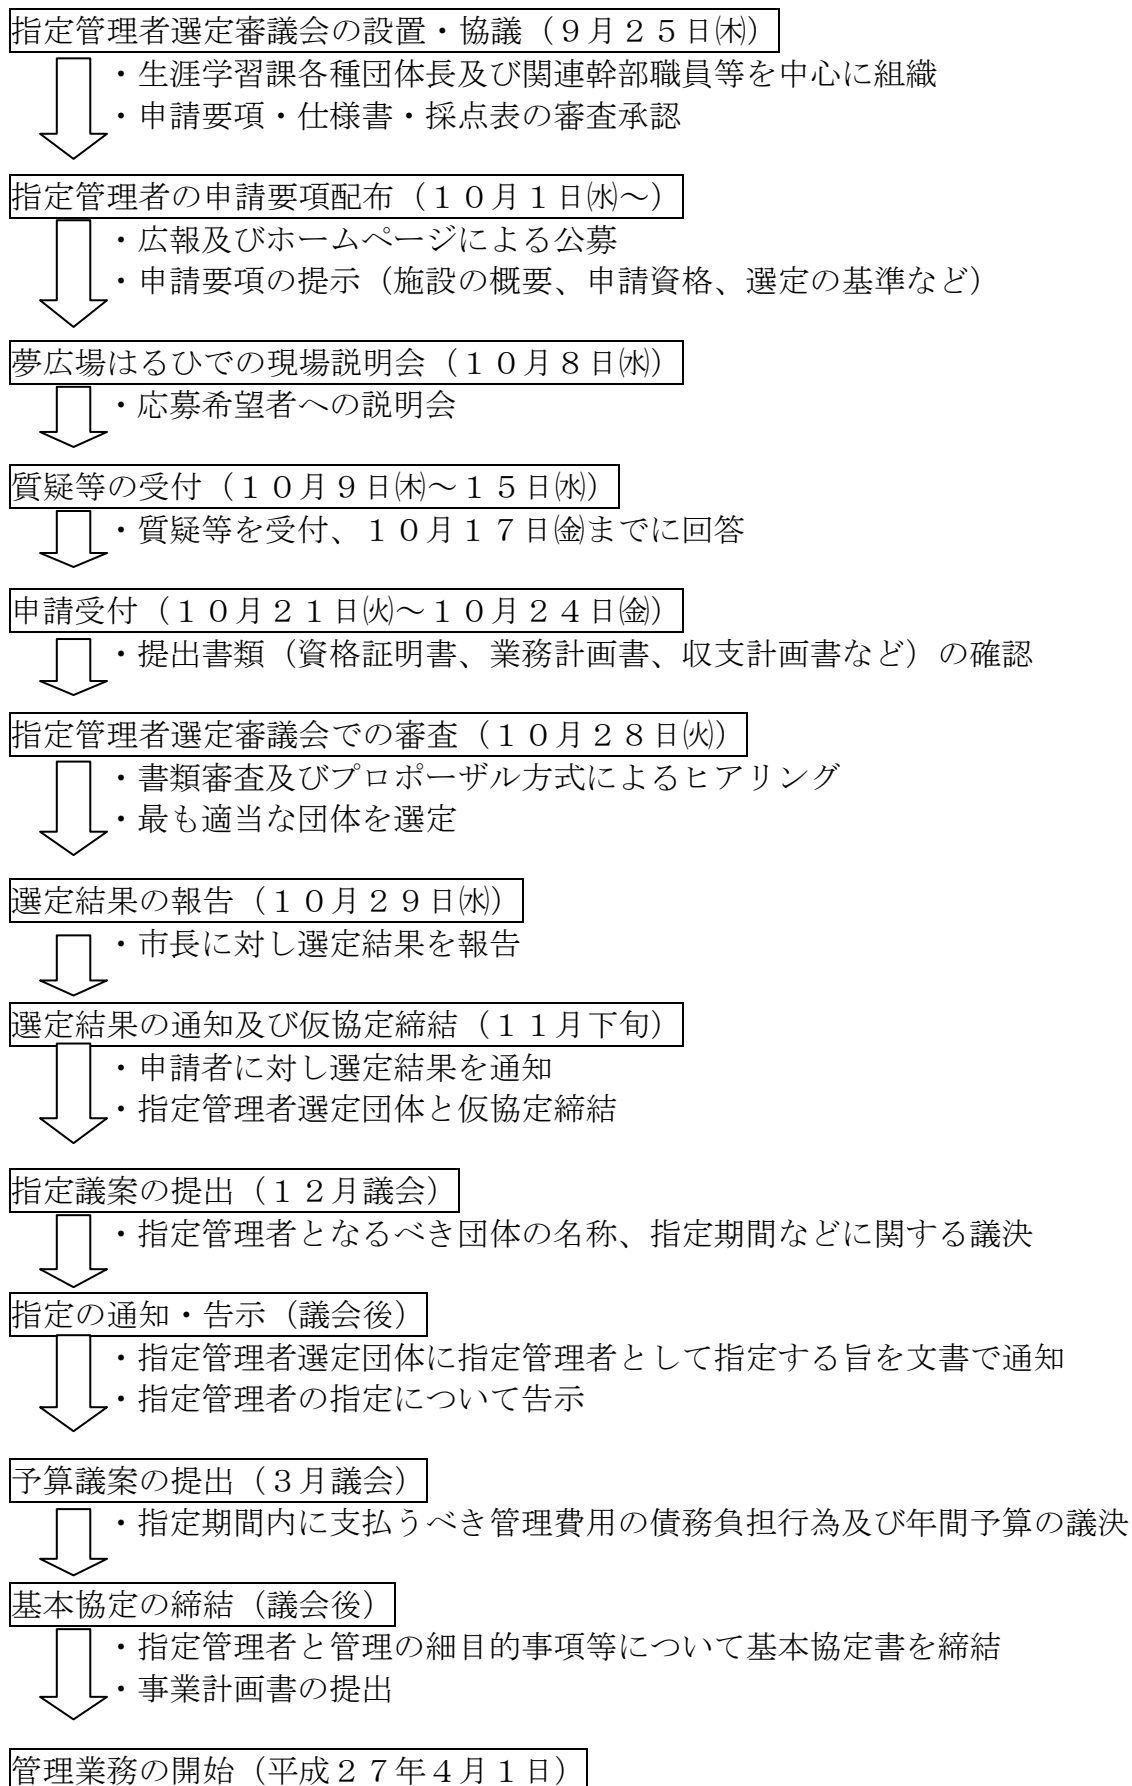 指定管理者選定審議会の設置・協議（９月２５日㈭）
・生涯学習課各種団体長及び関連幹部職員等を中心に組織
・申請要項・仕様書・採点表の審査承認
指定管理者の申請要項配布（１０月１日㈬～）
・広報及びホームページによる公募
・申請要項の提示（施設の概要、申請資格、選定の基準など）
夢広場はるひでの現場説明会（１０月８日㈬）
・応募希望者への説明会
質疑等の受付（１０月９日㈭～１５日㈬）
・質疑等を受付、１０月１７日㈮までに回答
申請受付（１０月２１日㈫～１０月２４日㈮）
・提出書類（資格証明書、業務計画書、収支計画書など）の確認
指定管理者選定審議会での審査（１０月２８日㈫）
・書類審査及びプロポーザル方式によるヒアリング
・最も適当な団体を選定
選定結果の報告（１０月２９日㈬）
・市長に対し選定結果を報告
選定結果の通知及び仮協定締結（１１月下旬）
・申請者に対し選定結果を通知
・指定管理者選定団体と仮協定締結
指定議案の提出（１２月議会）
・指定管理者となるべき団体の名称、指定期間などに関する議決
指定の通知・告示（議会後）
・指定管理者選定団体に指定管理者として指定する旨を文書で通知
・指定管理者の指定について告示
予算議案の提出（３月議会）
・指定期間内に支払うべき管理費用の債務負担行為及び年間予算の議決
基本協定の締結（議会後）
・指定管理者と管理の細目的事項等について基本協定書を締結
・事業計画書の提出
管理業務の開始（平成２７年４月１日）